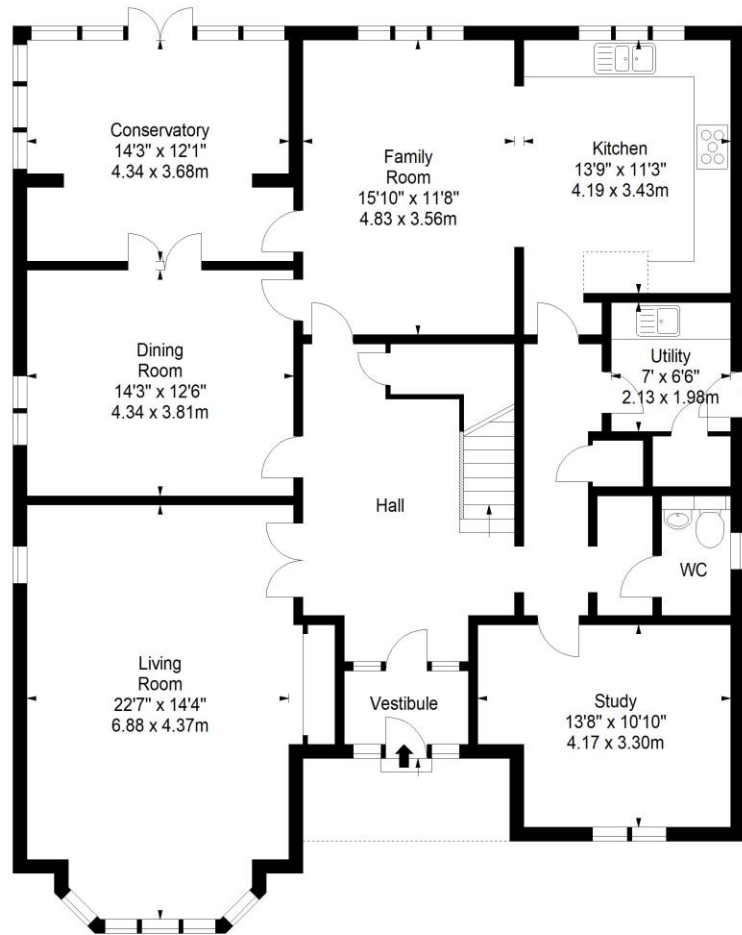 Conservatory
14'3" x 12'1"
4.34 x 3.68m
Family
Room
15'10" x 11'8"
4.83 x 3.56m
Kitchen
13'9" x 11'3"
4.19 x 3.43m
Dining
Room
14'3" x 12'6"
4.34 x 3.81m
Utility
7' x 6'6"
2.13 x 1.98m
Hall
WC
Living
Room
22'7" x 14'4"
6.88 x 4.37m
Vestibule
Study
13'8" x 10'10"
4.17 x 3.30m